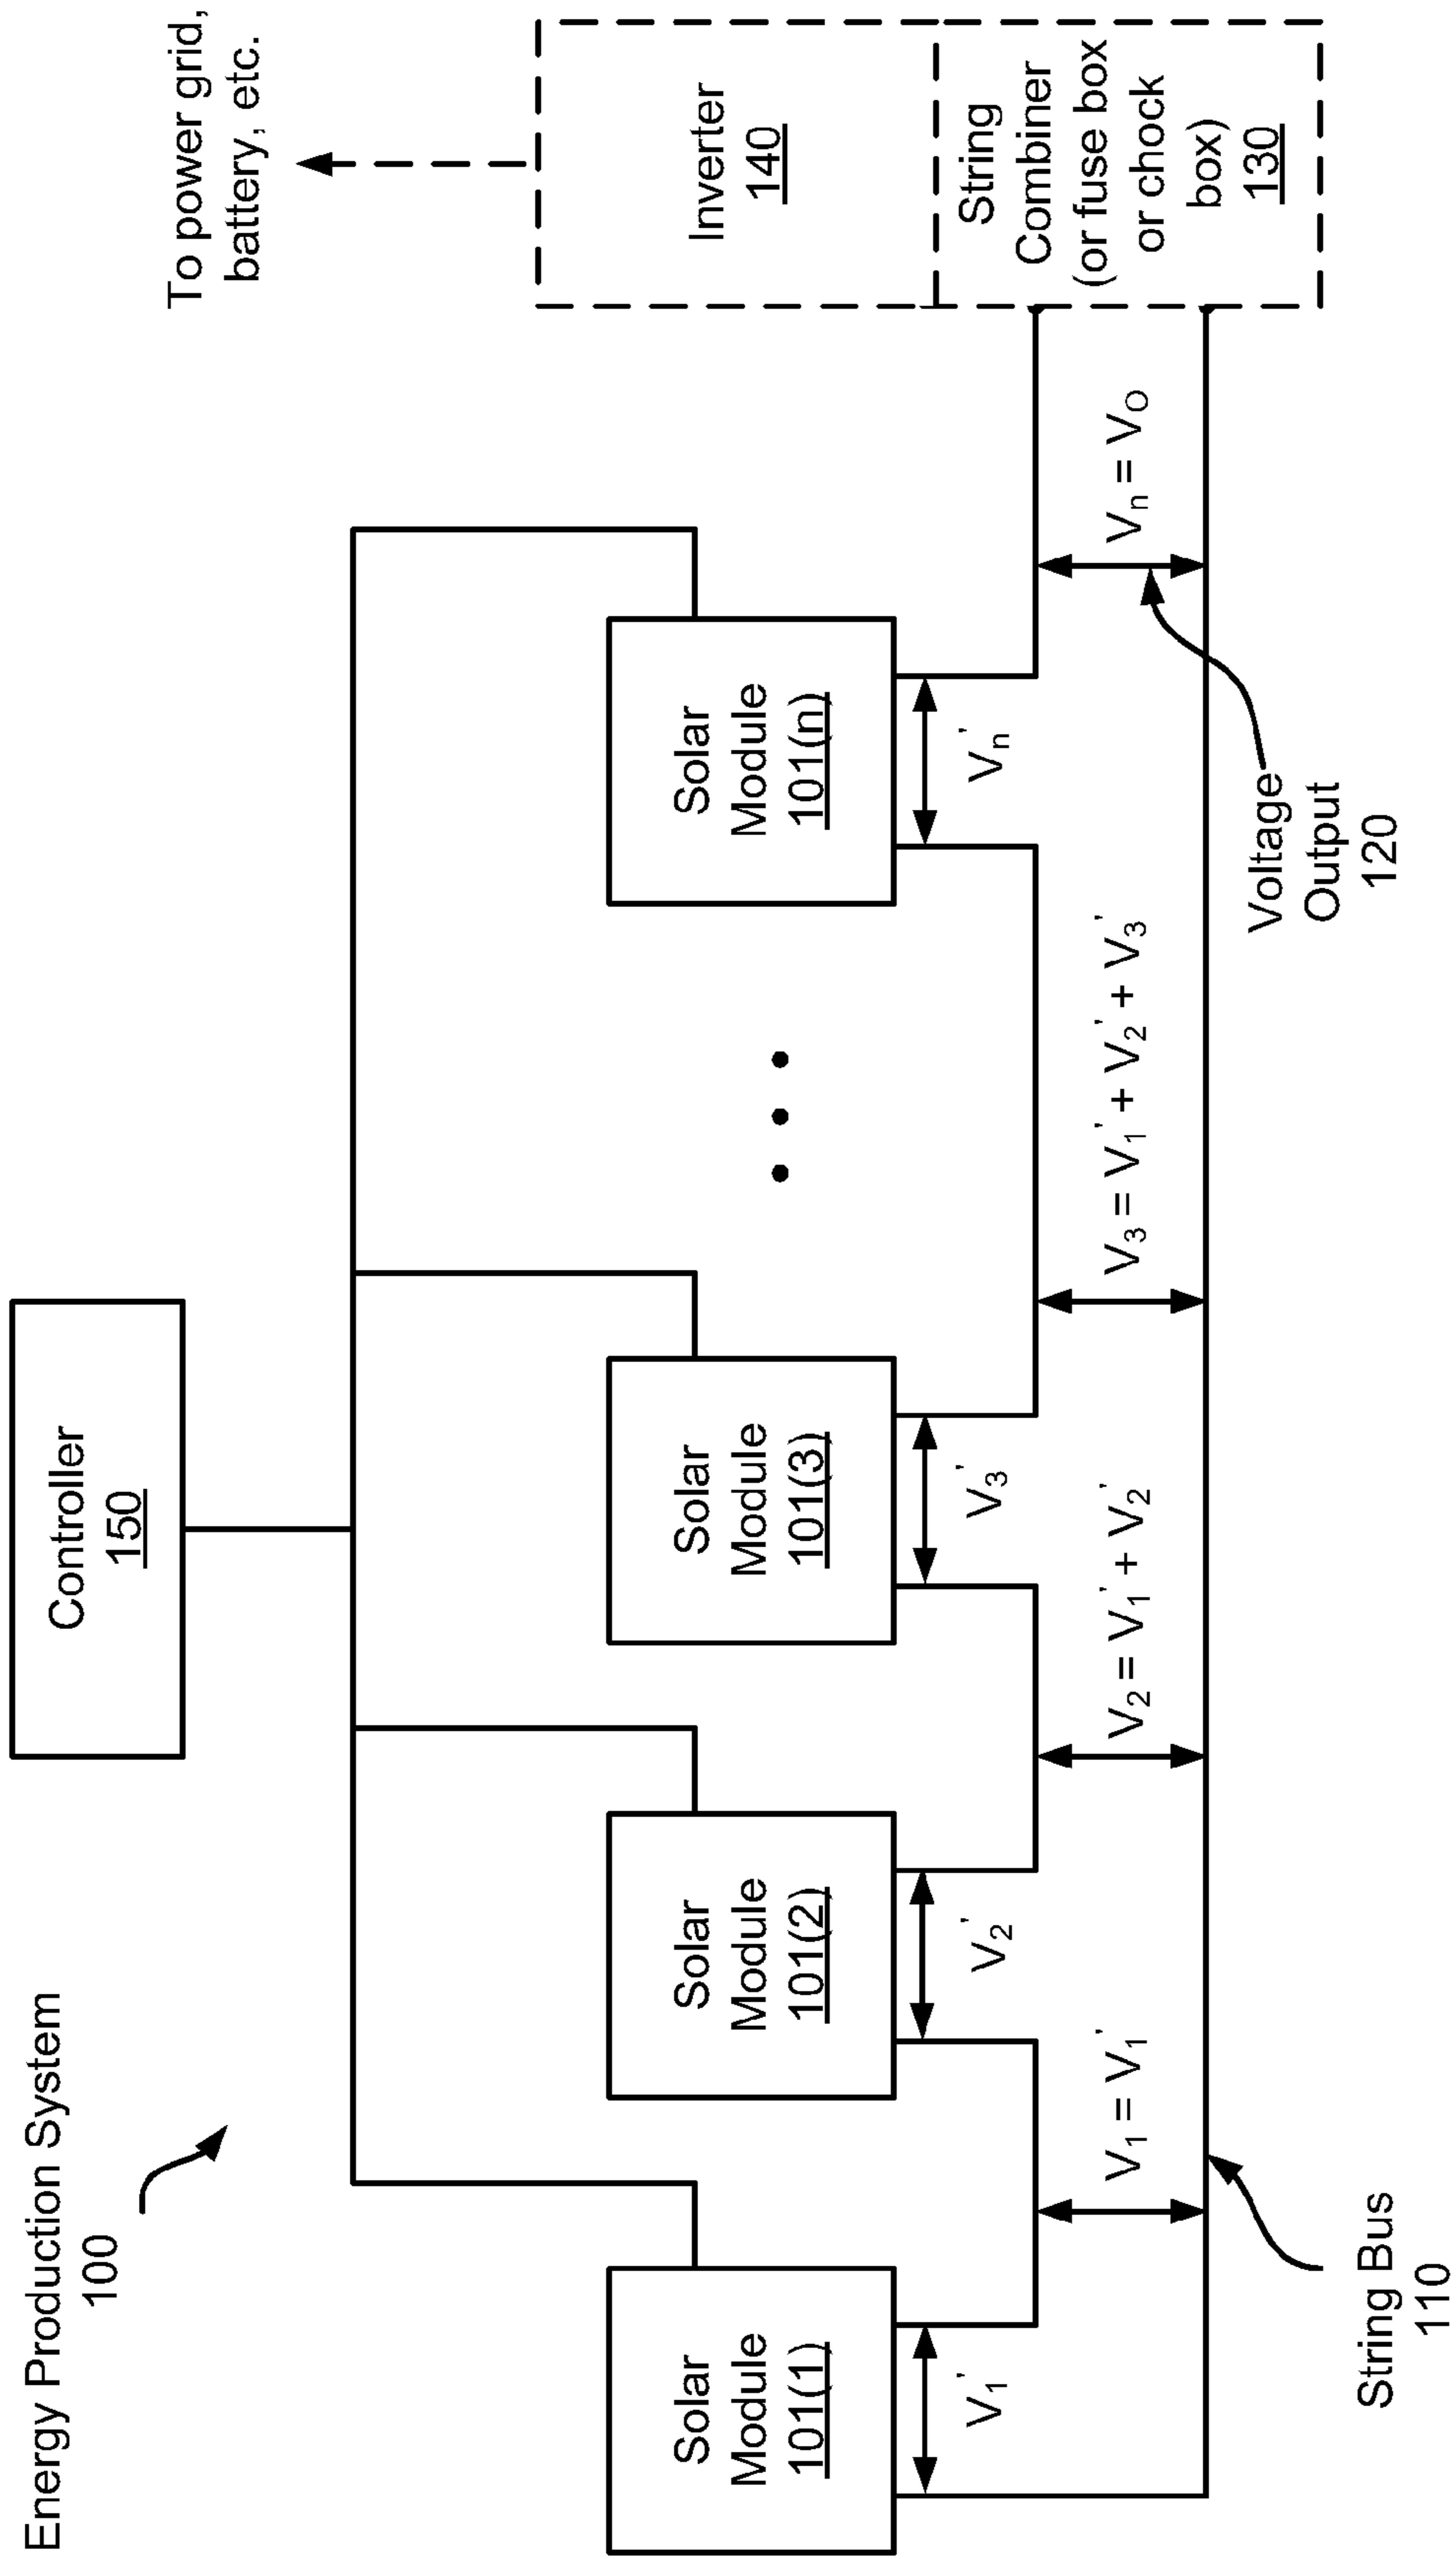 Energy Production System
100
Controller
150
To power grid,
battery, etc.
Solar
Module
101(1)
Solar
Module
101(2)
Solar
Module
101(3)
Solar
Module
101(n)
Inverter
140
String
Combiner
(or fuse box
or chock
box)
130
V₁'
V₂'
V₃'
Vₙ'
V₁ = V₁'
V₂ = V₁' + V₂'
V₃ = V₁' + V₂' + V₃'
Vₙ = V_O
String Bus
110
Voltage
Output
120